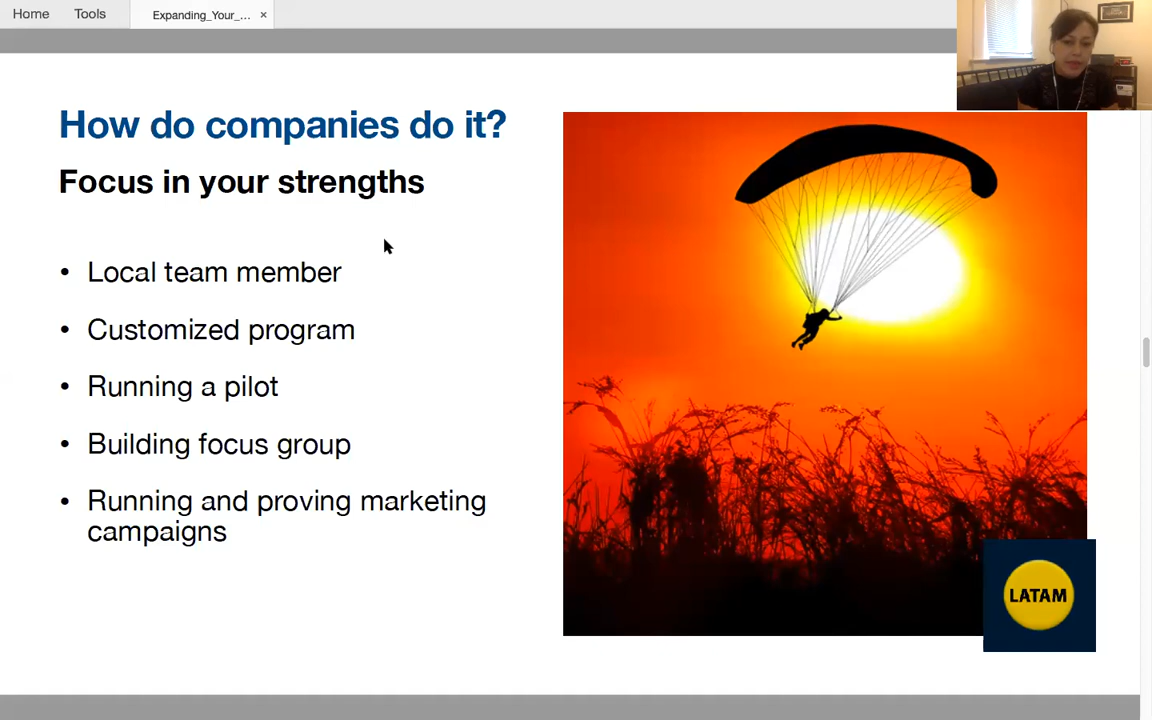 Home Tools Expanding_Your_... ×
How do companies do it?
Focus in your strengths
• Local team member
• Customized program
• Running a pilot
• Building focus group
• Running and proving marketing
campaigns
LATAM